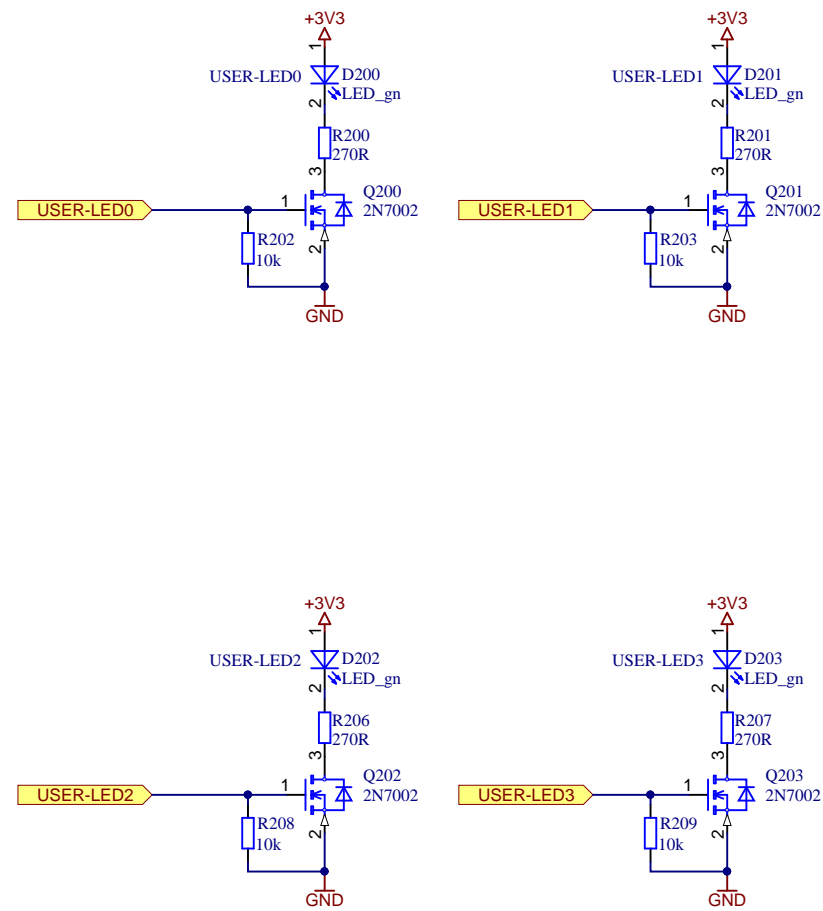 +3V3
1
USER-LED0
D200
LED_gn
2
R200
270R
3
Q200
2N7002
1
USER-LED0
R202
10k
2
GND
+3V3
1
USER-LED1
D201
LED_gn
2
R201
270R
3
Q201
2N7002
1
USER-LED1
R203
10k
2
GND
+3V3
1
USER-LED2
D202
LED_gn
2
R206
270R
3
Q202
2N7002
1
USER-LED2
R208
10k
2
GND
+3V3
1
USER-LED3
D203
LED_gn
2
R207
270R
3
Q203
2N7002
1
USER-LED3
R209
10k
2
GND